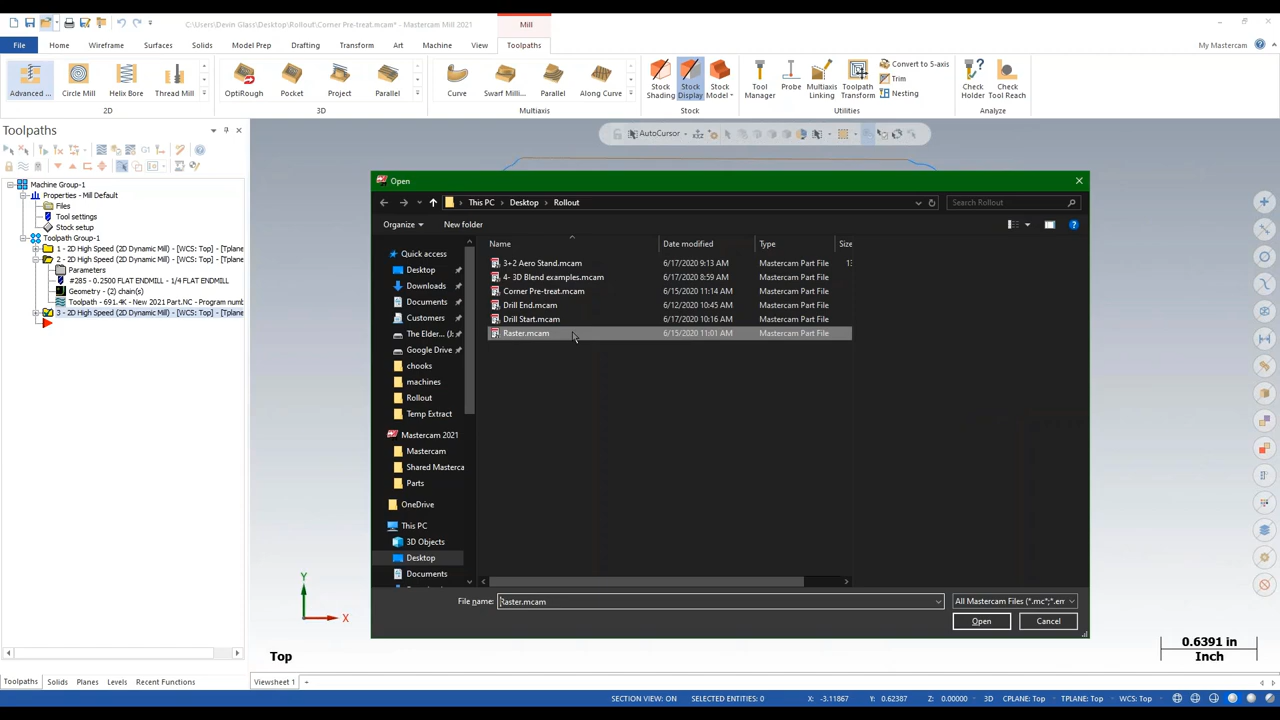 C:\Users\Devin Glass\Desktop\Rollout\Corner Pre-treat.mcam* - Mastercam Mill 2021
Mill
File Home Wireframe Surfaces Solids Model Prep Drafting Transform Art Machine View Toolpaths My Mastercam
Advanced ... Circle Mill Helix Bore Thread Mill OptiRough Pocket Project Parallel Curve Swarf Milli... Parallel Along Curve Stock Shading Stock Display Stock Model Tool Manager Probe Multiaxis Linking Toolpath Transform Convert to 5-axis Trim Nesting Check Holder Check Tool Reach
2D 3D Multiaxis Stock Utilities Analyze
Toolpaths
AutoCursor
G1
Machine Group-1
Properties - Mill Default
Files
Tool settings
Stock setup
Toolpath Group-1
1 - 2D High Speed (2D Dynamic Mill) - [WCS: Top] - [Tplane
2 - 2D High Speed (2D Dynamic Mill) - [WCS: Top] - [Tplane
Parameters
#285 - 0.2500 FLAT ENDMILL - 1/4 FLAT ENDMILL
Geometry - (2) chain(s)
Toolpath - 691.4K - New 2021 Part.NC - Program numb
3 - 2D High Speed (2D Dynamic Mill) - [WCS: Top] - [Tplane
Open
This PC Desktop Rollout Search Rollout
Organize New folder
Name Date modified Type Size
3+2 Aero Stand.mcam 6/17/2020 9:13 AM Mastercam Part File 13
4- 3D Blend examples.mcam 6/17/2020 8:59 AM Mastercam Part File
Corner Pre-treat.mcam 6/15/2020 11:14 AM Mastercam Part File
Drill End.mcam 6/12/2020 10:45 AM Mastercam Part File
Drill Start.mcam 6/17/2020 10:16 AM Mastercam Part File
Raster.mcam 6/15/2020 11:01 AM Mastercam Part File
Quick access
Desktop
Downloads
Documents
Customers
The Elder... (J:
Google Drive
chooks
machines
Rollout
Temp Extract
Mastercam 2021
Mastercam
Shared Masterca
Parts
OneDrive
This PC
3D Objects
Desktop
Documents
File name: Raster.mcam All Mastercam Files (*.mc*;*.em
Open Cancel
Y
X
Top
0.6391 in
Inch
Toolpaths Solids Planes Levels Recent Functions Viewsheet 1 +
SECTION VIEW: ON SELECTED ENTITIES: 0 X: -3.11867 Y: 0.62387 Z: 0.00000 3D CPLANE: Top TPLANE: Top WCS: Top